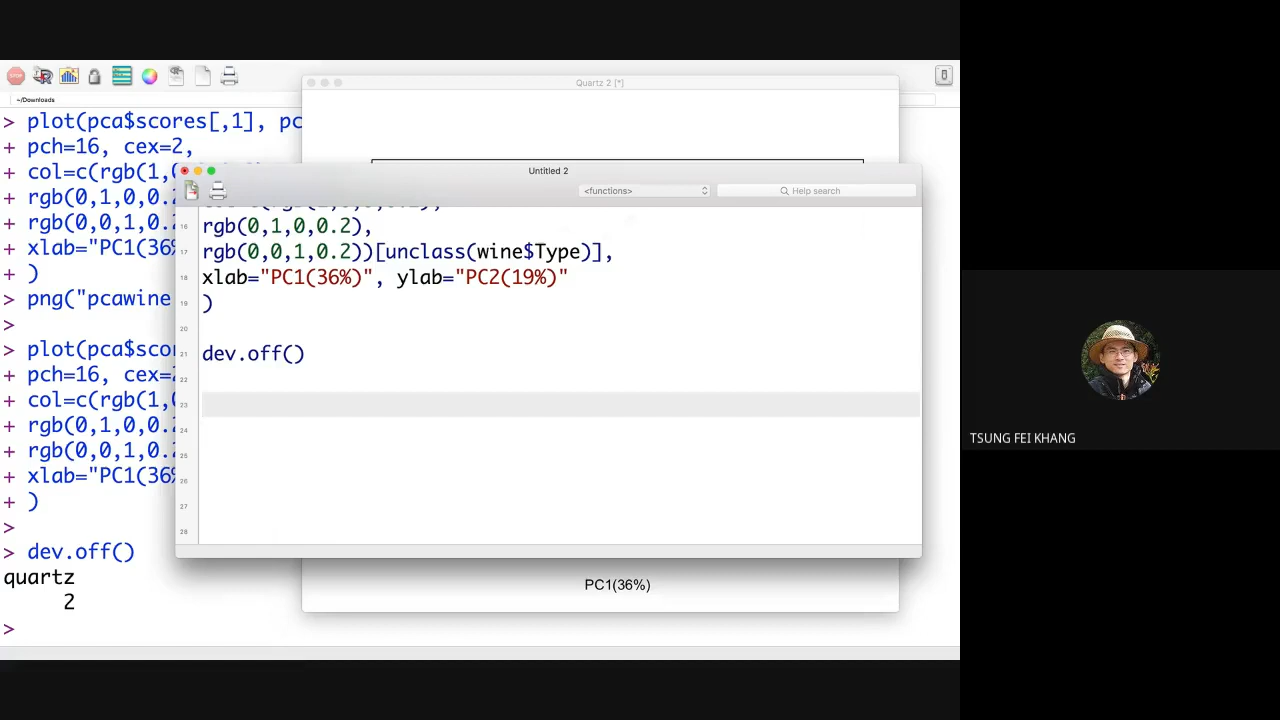 Quartz 2 [*]
~/Downloads
> plot(pca$scores[,1], pc
+ pch=16, cex=2,
+ col=c(rgb(1,
+ rgb(0,1,0,0.
+ rgb(0,0,1,0.
+ xlab="PC1(36%
+ )
> png("pcawine
>
> plot(pca$scor
+ pch=16, cex=2
+ col=c(rgb(1,0
+ rgb(0,1,0,0.2
+ rgb(0,0,1,0.2
+ xlab="PC1(36%
+ )
>
> dev.off()
quartz
2
>
Untitled 2
<functions>
Help search
16 rgb(0,1,0,0.2),
17 rgb(0,0,1,0.2))[unclass(wine$Type)],
18 xlab="PC1(36%)", ylab="PC2(19%)"
19 )
20
21 dev.off()
22
23
24
25
26
27
28
PC1(36%)
TSUNG FEI KHANG